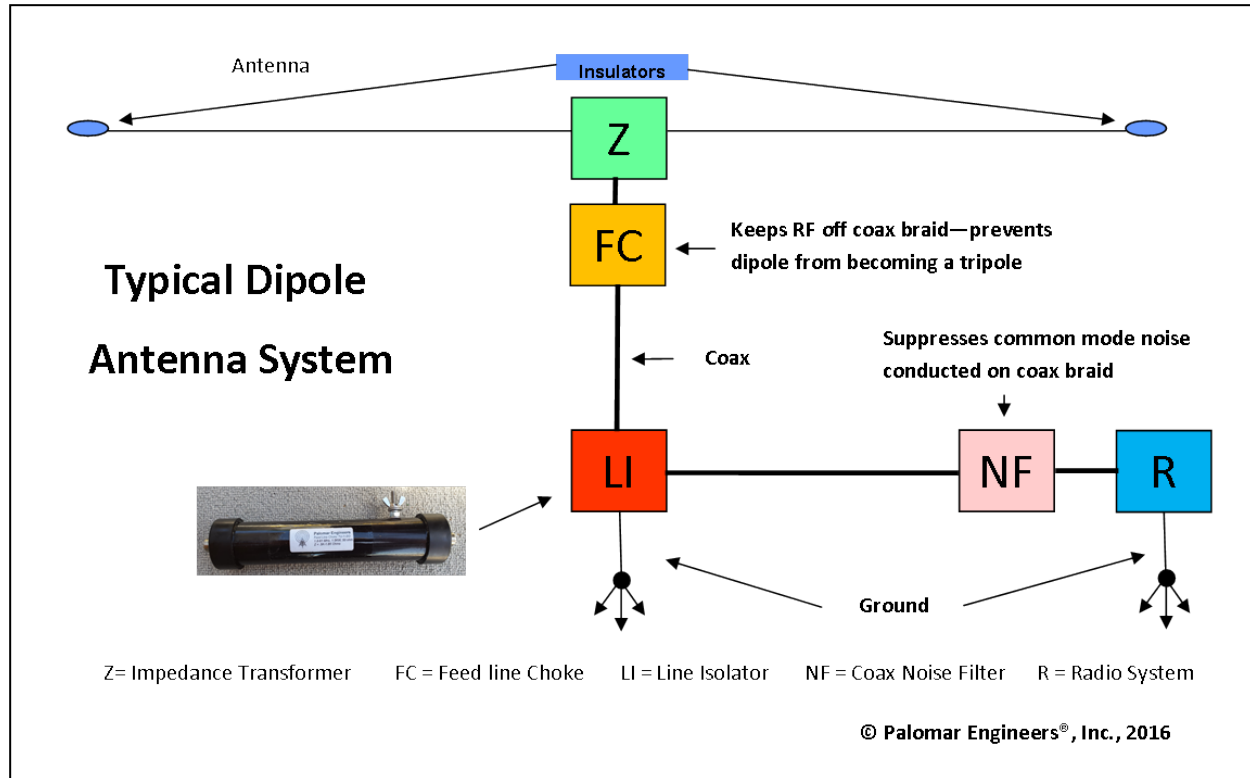 Antenna
Insulators
Z
FC
Keeps RF off coax braid—prevents
dipole from becoming a tripole
Typical Dipole
Antenna System
Coax
Suppresses common mode noise
conducted on coax braid
LI
NF
R
Palomar Engineers
Ground
Z= Impedance Transformer FC = Feed line Choke LI = Line Isolator NF = Coax Noise Filter R = Radio System
© Palomar Engineers®, Inc., 2016